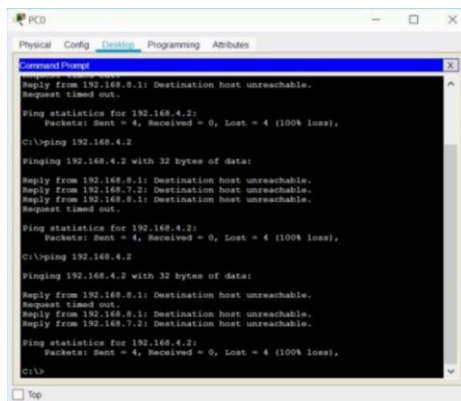 PC0
Physical Config Desktop Programming Attributes
Command Prompt
X
Request timed out.
Reply from 192.168.8.1: Destination host unreachable.
Request timed out.
Ping statistics for 192.168.4.2:
Packets: Sent = 4, Received = 0, Lost = 4 (100% loss),
C:\>ping 192.168.4.2
Pinging 192.168.4.2 with 32 bytes of data:
Reply from 192.168.8.1: Destination host unreachable.
Reply from 192.168.7.2: Destination host unreachable.
Reply from 192.168.8.1: Destination host unreachable.
Request timed out.
Ping statistics for 192.168.4.2:
Packets: Sent = 4, Received = 0, Lost = 4 (100% loss),
C:\>ping 192.168.4.2
Pinging 192.168.4.2 with 32 bytes of data:
Reply from 192.168.8.1: Destination host unreachable.
Request timed out.
Reply from 192.168.8.1: Destination host unreachable.
Reply from 192.168.7.2: Destination host unreachable.
Ping statistics for 192.168.4.2:
Packets: Sent = 4, Received = 0, Lost = 4 (100% loss),
C:\>
Top